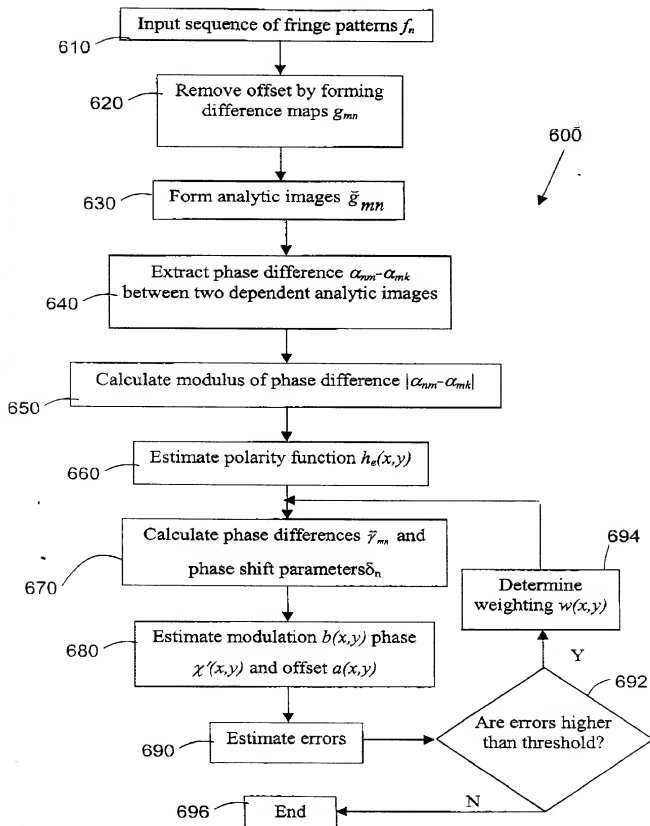 Input sequence of fringe patterns fₙ
610
Remove offset by forming
difference maps gₘₙ
620
600
Form analytic images ğₘₙ
630
Extract phase difference αₙₘ-αₘₖ
between two dependent analytic images
640
Calculate modulus of phase difference |αₙₘ-αₘₖ|
650
Estimate polarity function hₑ(x,y)
660
Calculate phase differences γ̄ₘₙ and
phase shift parametersδₙ
670
694
Determine
weighting w(x,y)
Estimate modulation b(x,y) phase
χ'(x,y) and offset a(x,y)
680
Y
692
Are errors higher
than threshold?
Estimate errors
690
N
End
696